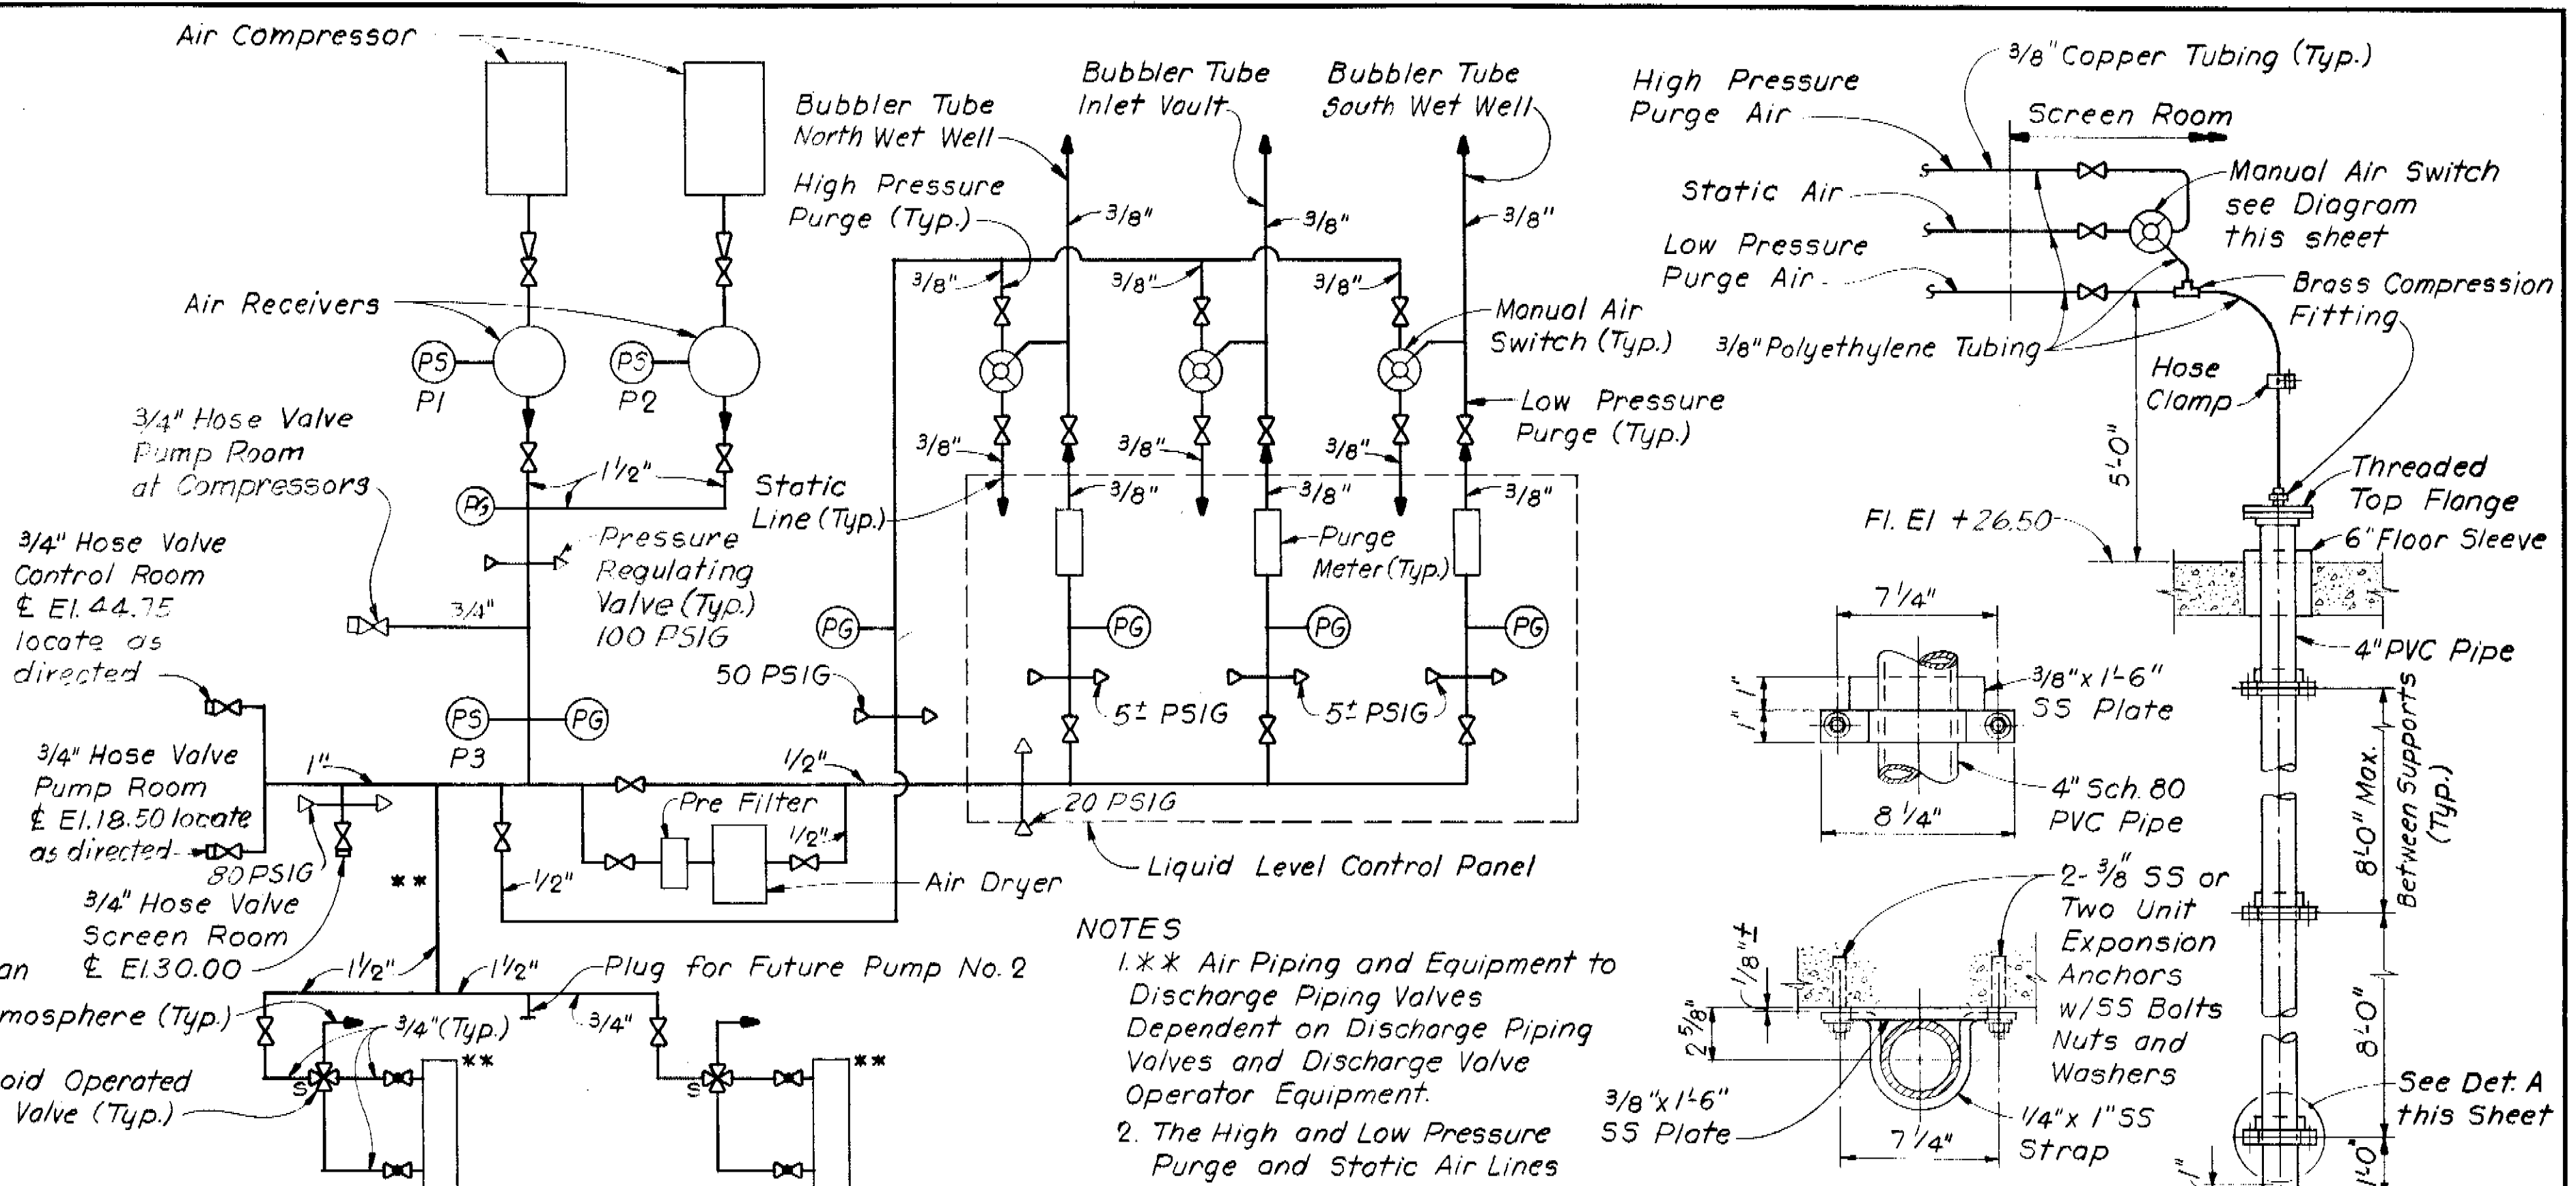 Air Compressor
Bubbler Tube
North Wet Well
High Pressure
Purge (Typ.)
Bubbler Tube
Inlet Vault
Bubbler Tube
South Wet Well
3/8"
3/8"
3/8"
3/8"
3/8"
3/8"
Air Receivers
PS
P1
PS
P2
Manual Air
Switch (Typ.)
Low Pressure
Purge (Typ.)
3/4" Hose Valve
Pump Room
at Compressors
1 1/2"
PG
3/8"
3/8"
3/8"
Static
Line (Typ.)
3/8"
3/8"
3/8"
Purge
Meter (Typ.)
Pressure
Regulating
Valve (Typ.)
100 PSIG
3/4" Hose Valve
Control Room
℄ El. 44.75
locate as
directed
3/4"
PG
PG
PG
PG
50 PSIG
5± PSIG
5± PSIG
PS
P3
PG
3/4" Hose Valve
Pump Room
℄ El. 18.50 locate
as directed
1"
1/2"
20 PSIG
80 PSIG
Pre Filter
1/2"
1/2"
Air Dryer
Liquid Level Control Panel
3/4" Hose Valve
Screen Room
℄ El. 30.00
**
1 1/2"
1 1/2"
Plug for Future Pump No. 2
an
mosphere (Typ.)
3/4" (Typ.)
3/4"
**
**
oid Operated
Valve (Typ.)
S
S
NOTES
1. ** Air Piping and Equipment to
Discharge Piping Valves
Dependent on Discharge Piping
Valves and Discharge Valve
Operator Equipment.
2. The High and Low Pressure
Purge and Static Air Lines
3/8" Copper Tubing (Typ.)
High Pressure
Purge Air
Screen Room
Static Air
Manual Air Switch
see Diagram
this sheet
Low Pressure
Purge Air
Brass Compression
Fitting
3/8" Polyethylene Tubing
Hose
Clamp
5'-0"
Threaded
Top Flange
Fl. El +26.50
6" Floor Sleeve
4" PVC Pipe
7 1/4"
1"
1"
3/8" x 1'-6"
SS Plate
4" Sch. 80
PVC Pipe
8 1/4"
8'-0" Max.
Between Supports
(Typ.)
2- 3/8" SS or
Two Unit
Expansion
Anchors
w/SS Bolts
Nuts and
Washers
1/8" ±
2 5/8"
3/8" x 1'-6"
SS Plate
7 1/4"
1/4" x 1" SS
Strap
8'-0"
See Det. A
this Sheet
1"
1'-0"